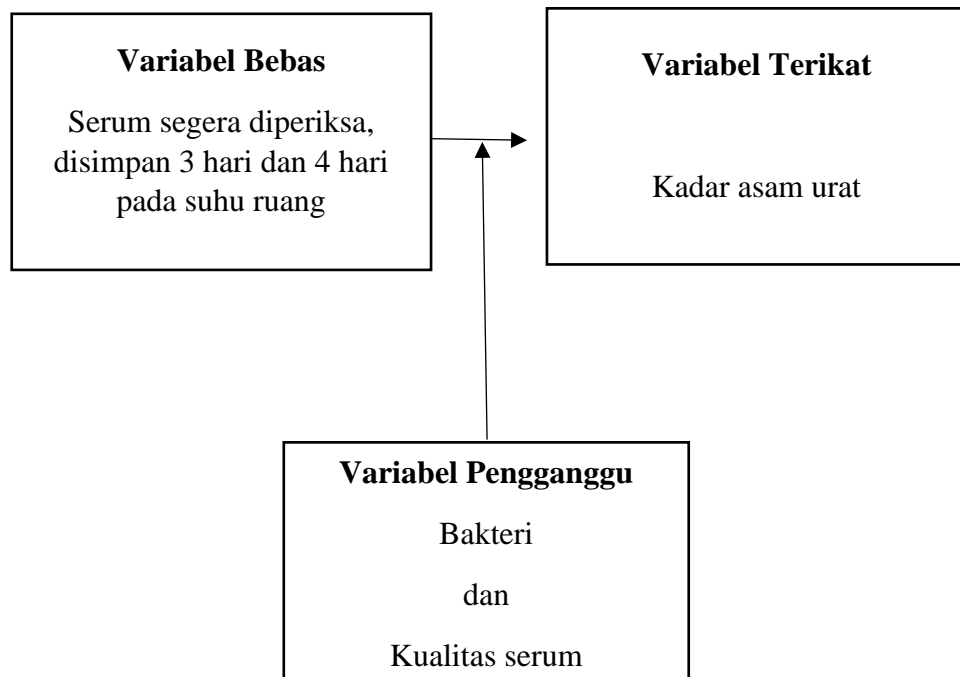 Variabel Bebas
Serum segera diperiksa,
disimpan 3 hari dan 4 hari
pada suhu ruang
Variabel Terikat
Kadar asam urat
Variabel Pengganggu
Bakteri
dan
Kualitas serum